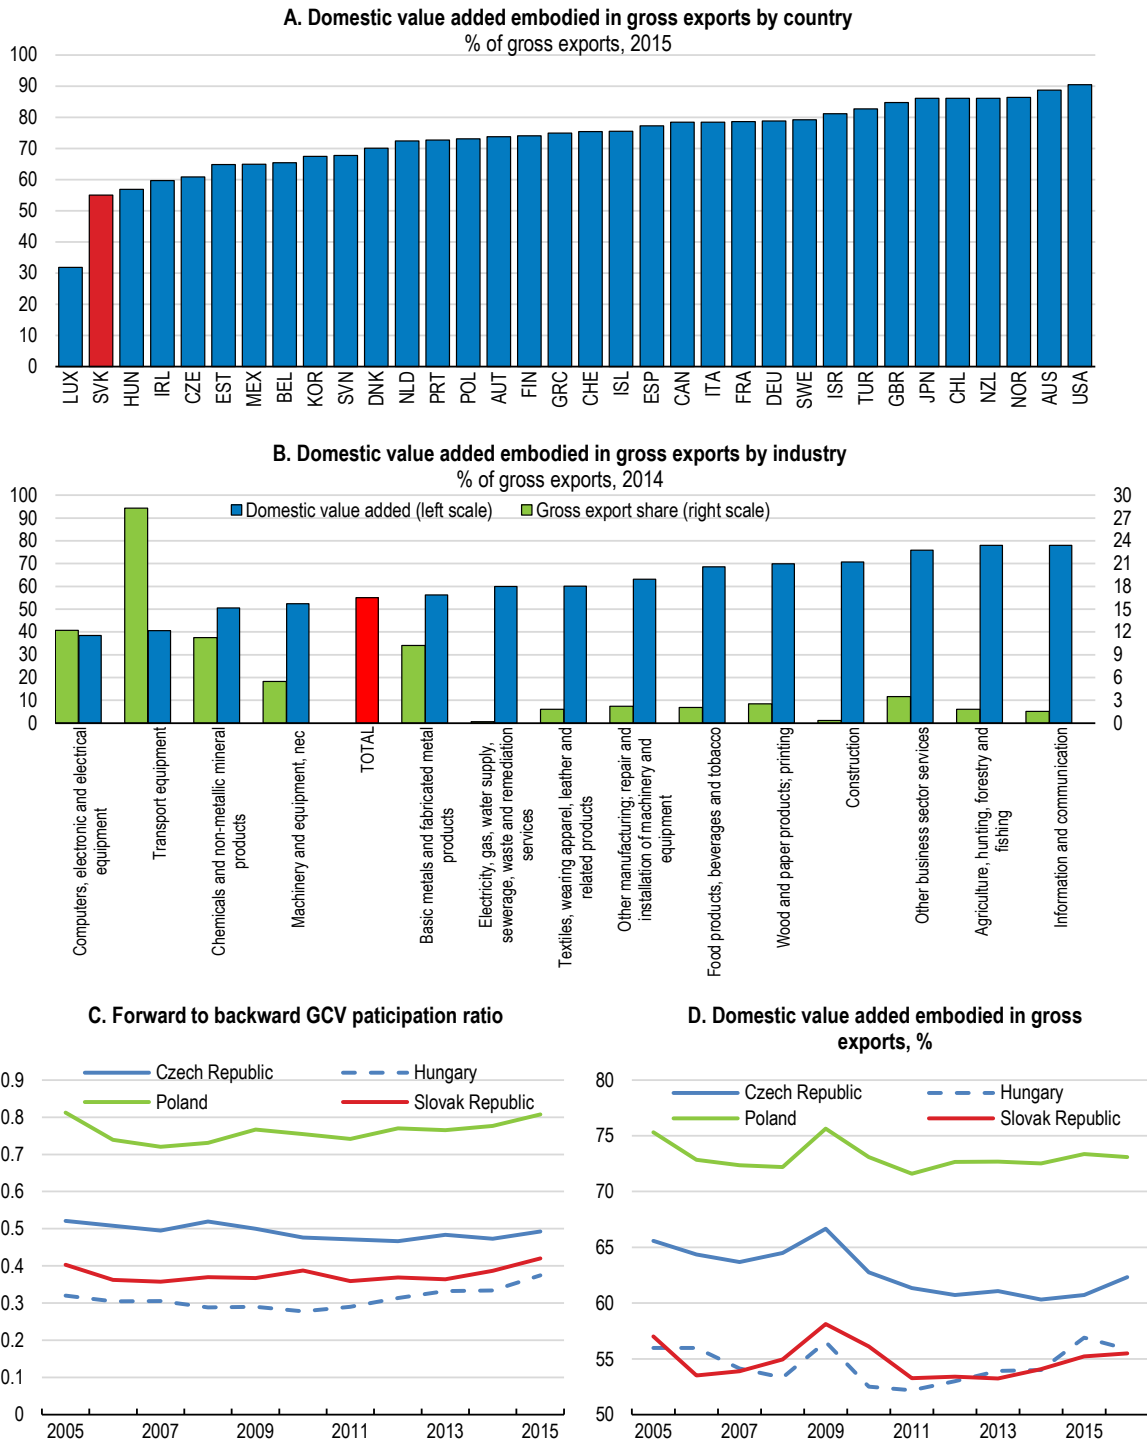 A. Domestic value added embodied in gross exports by country
% of gross exports, 2015
100
90
80
70
60
50
40
30
20
10
0
LUX
SVK
HUN
IRL
CZE
EST
MEX
BEL
KOR
SVN
DNK
NLD
PRT
POL
AUT
FIN
GRC
CHE
ISL
ESP
CAN
ITA
FRA
DEU
SWE
ISR
TUR
GBR
JPN
CHL
NZL
NOR
AUS
USA
B. Domestic value added embodied in gross exports by industry
% of gross exports, 2014
Domestic value added (left scale)
Gross export share (right scale)
100
90
80
70
60
50
40
30
20
10
0
30
27
24
21
18
15
12
9
6
3
0
Computers, electronic and electrical
equipment
Transport equipment
Chemicals and non-metallic mineral
products
Machinery and equipment, nec
TOTAL
Basic metals and fabricated metal
products
Electricity, gas, water supply,
sewerage, waste and remediation
services
Textiles, wearing apparel, leather and
related products
Other manufacturing; repair and
installation of machinery and
equipment
Food products, beverages and tobacco
Wood and paper products; printing
Construction
Other business sector services
Agriculture, hunting, forestry and
fishing
Information and communication
C. Forward to backward GCV paticipation ratio
Czech Republic
Hungary
Poland
Slovak Republic
0.9
0.8
0.7
0.6
0.5
0.4
0.3
0.2
0.1
0
2005
2007
2009
2011
2013
2015
D. Domestic value added embodied in gross
exports, %
Czech Republic
Hungary
Poland
Slovak Republic
80
75
70
65
60
55
50
2005
2007
2009
2011
2013
2015